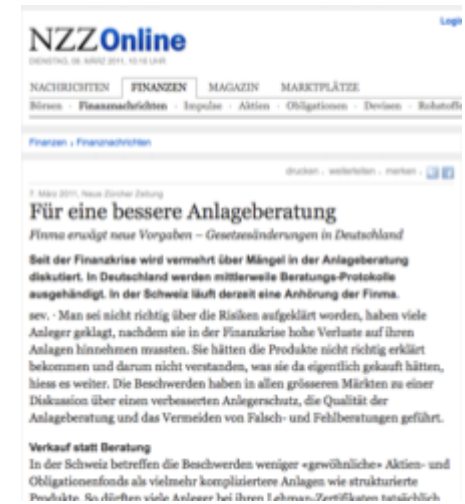 Login
NZZOnline
DIENSTAG, 08. MÄRZ 2011, 10:18 UHR
NACHRICHTEN FINANZEN MAGAZIN MARKTPLÄTZE
Börsen · Finanznachrichten · Impulse · Aktien · Obligationen · Devisen · Rohstoffe
Finanzen › Finanznachrichten
drucken · weiterleiten · merken ·
7. März 2011, Neue Zürcher Zeitung
Für eine bessere Anlageberatung
Finma erwägt neue Vorgaben – Gesetzesänderungen in Deutschland
Seit der Finanzkrise wird vermehrt über Mängel in der Anlageberatung
diskutiert. In Deutschland werden mittlerweile Beratungs-Protokolle
ausgehändigt. In der Schweiz läuft derzeit eine Anhörung der Finma.
sev. · Man sei nicht richtig über die Risiken aufgeklärt worden, haben viele
Anleger geklagt, nachdem sie in der Finanzkrise hohe Verluste auf ihren
Anlagen hinnehmen mussten. Sie hätten die Produkte nicht richtig erklärt
bekommen und darum nicht verstanden, was sie da eigentlich gekauft hätten,
hiess es weiter. Die Beschwerden haben in allen grösseren Märkten zu einer
Diskussion über einen verbesserten Anlegerschutz, die Qualität der
Anlageberatung und das Vermeiden von Falsch- und Fehlberatungen geführt.
Verkauf statt Beratung
In der Schweiz betreffen die Beschwerden weniger «gewöhnliche» Aktien- und
Obligationenfonds als vielmehr kompliziertere Anlagen wie strukturierte
Produkte. So dürften viele Anleger bei ihren Lehman-Zertifikaten tatsächlich